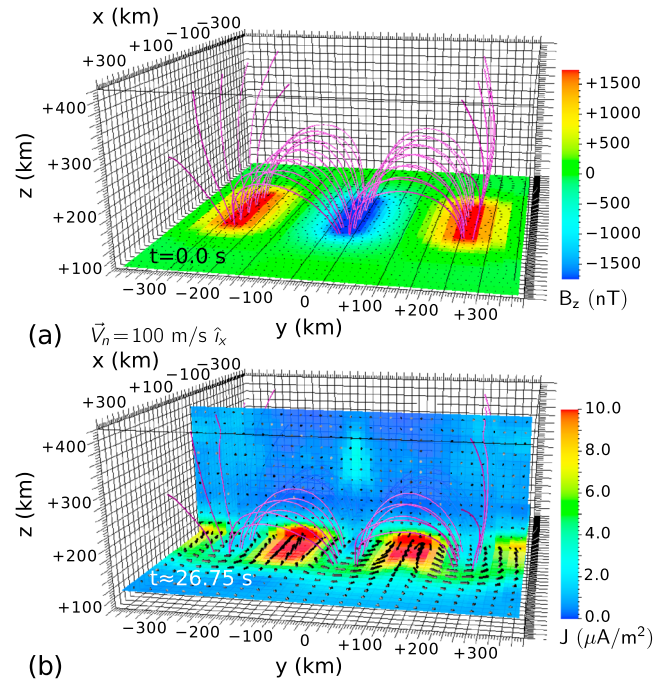 x (km)
-300
+100 -100
+300
+400
+300
+200
+100
z (km)
t=0.0 s
-300 -200 -100 0 +100 +200 +300
y (km)
+1500
+1000
+500
0
-500
-1000
-1500
B_z (nT)
(a) V⃗_n=100 m/s î_x
x (km)
-300
+100 -100
+300
+400
+300
+200
+100
z (km)
t≈26.75 s
-300 -200 -100 0 +100 +200 +300
y (km)
10.0
8.0
6.0
4.0
2.0
0.0
J (μA/m²)
(b)